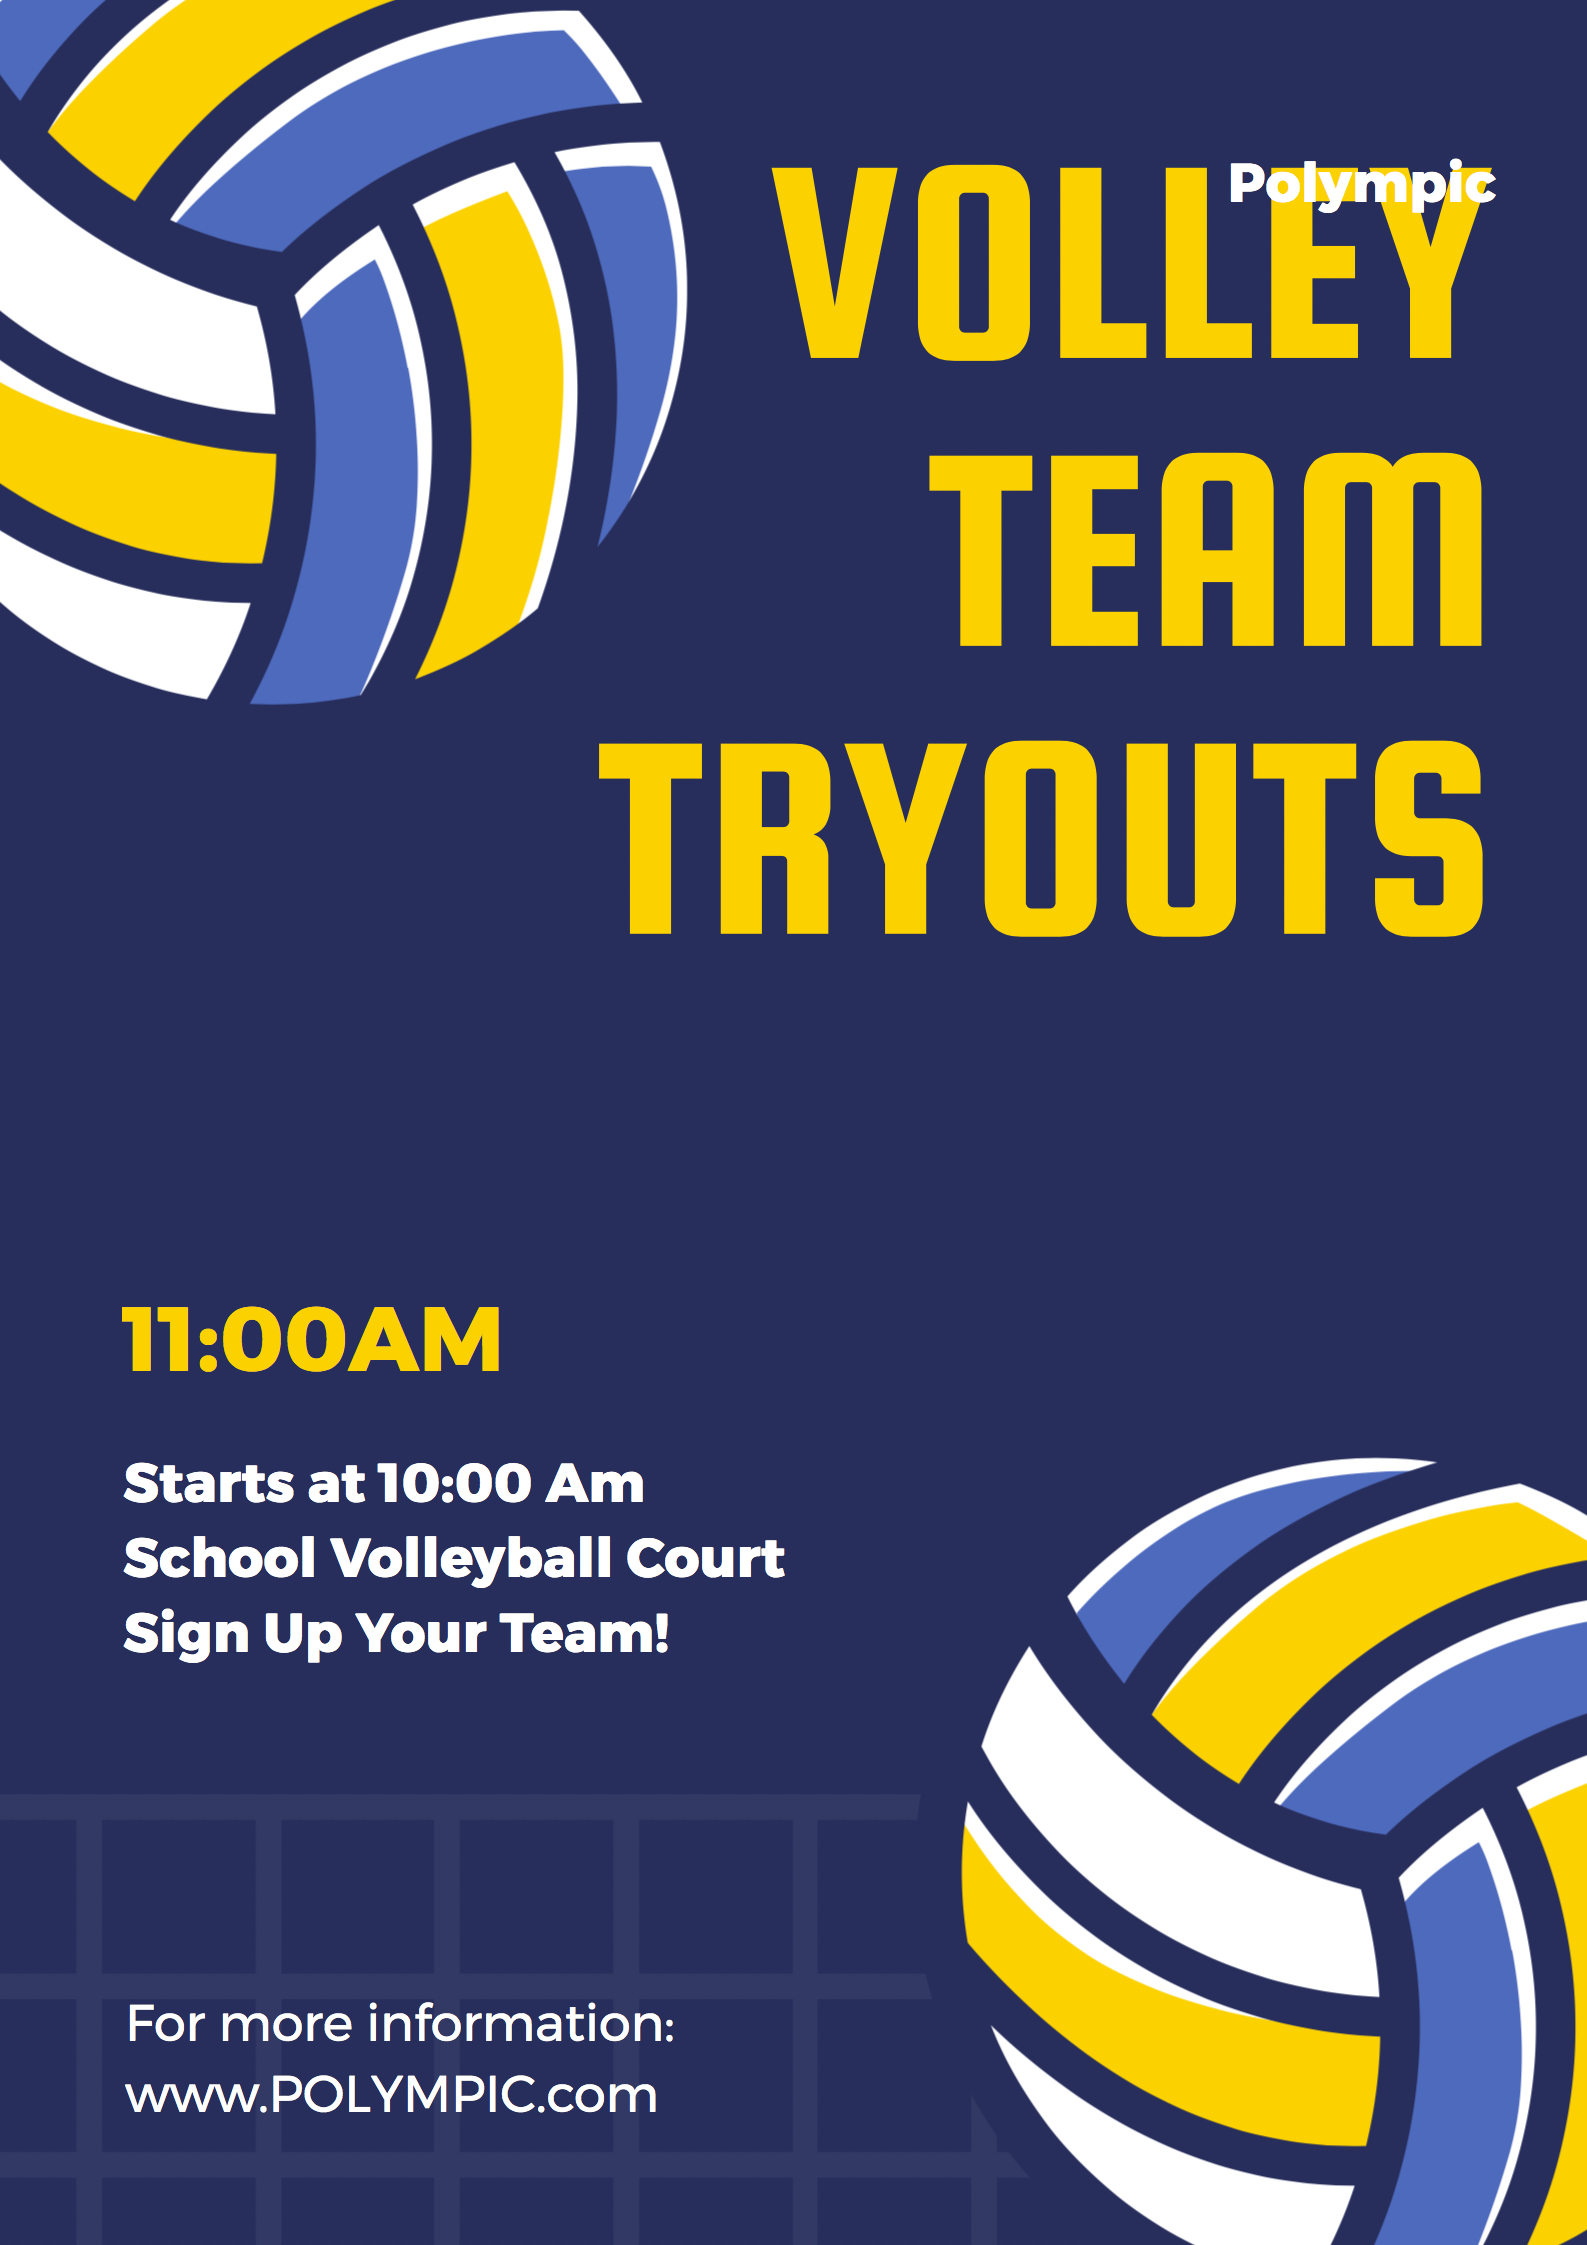 Polympic
VOLLEY
TEAM
TRYOUTS
11:00AM
Starts at 10:00 Am
School Volleyball Court
Sign Up Your Team!
For more information:
www.POLYMPIC.com